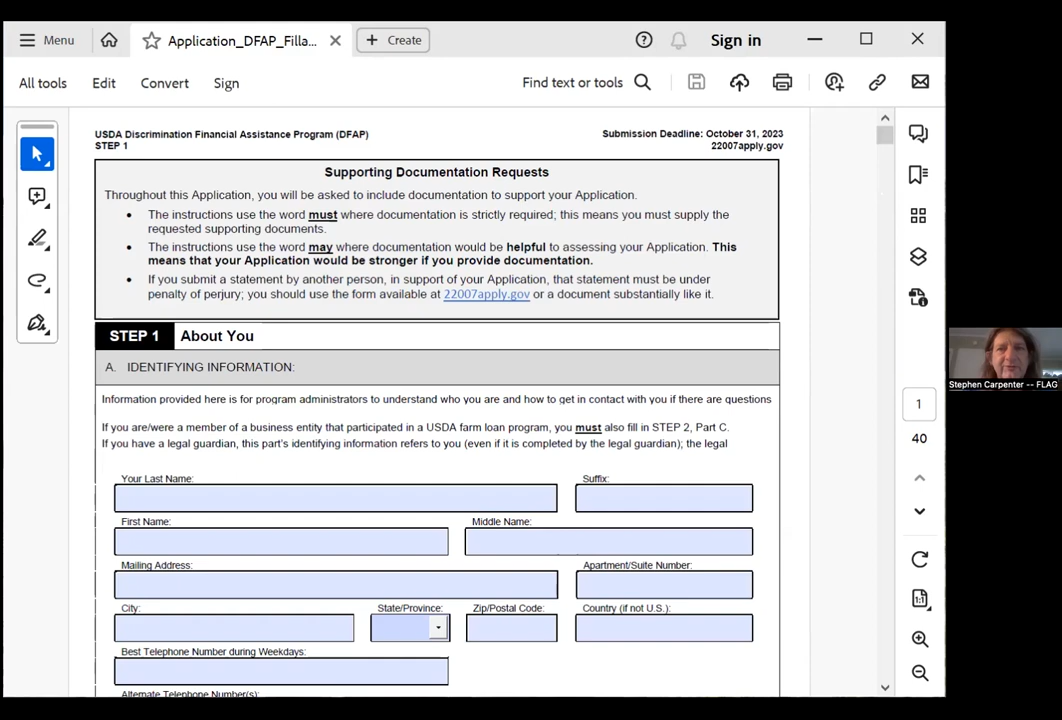 Menu
Application_DFAP_Filla...
Create
Sign in
All tools
Edit
Convert
Sign
Find text or tools
USDA Discrimination Financial Assistance Program (DFAP)
Submission Deadline: October 31, 2023
STEP 1
22007apply.gov
Supporting Documentation Requests
Throughout this Application, you will be asked to include documentation to support your Application.
• The instructions use the word must where documentation is strictly required; this means you must supply the
requested supporting documents.
• The instructions use the word may where documentation would be helpful to assessing your Application. This
means that your Application would be stronger if you provide documentation.
• If you submit a statement by another person, in support of your Application, that statement must be under
penalty of perjury; you should use the form available at 22007apply.gov or a document substantially like it.
STEP 1 About You
A. IDENTIFYING INFORMATION:
Information provided here is for program administrators to understand who you are and how to get in contact with you if there are questions
If you are/were a member of a business entity that participated in a USDA farm loan program, you must also fill in STEP 2, Part C.
If you have a legal guardian, this part's identifying information refers to you (even if it is completed by the legal guardian); the legal
Your Last Name:
Suffix:
First Name:
Middle Name:
Mailing Address:
Apartment/Suite Number:
City:
State/Province:
Zip/Postal Code:
Country (if not U.S.):
Best Telephone Number during Weekdays:
Alternate Telephone Number(s):
1
40
1:1
Stephen Carpenter -- FLAG